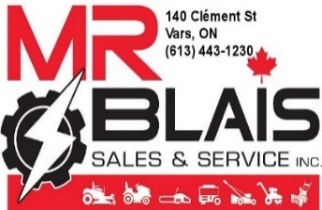 MR
140 Clément St
Vars, ON
(613) 443-1230
BLAIS
SALES & SERVICE INC.